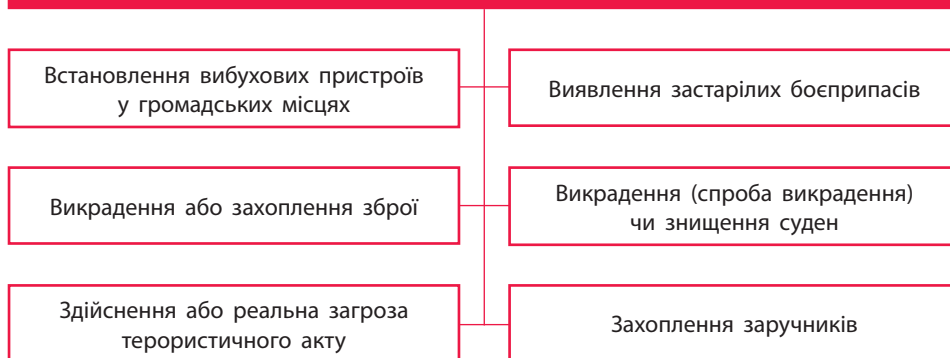 Встановлення вибухових пристроїв
у громадських місцях
Виявлення застарілих боєприпасів
Викрадення або захоплення зброї
Викрадення (спроба викрадення)
чи знищення суден
Здійснення або реальна загроза
терористичного акту
Захоплення заручників